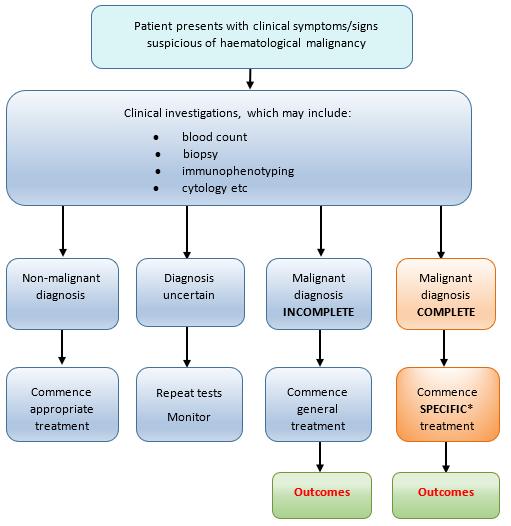 Patient presents with clinical symptoms/signs
suspicious of haematological malignancy
Clinical investigations, which may include:
● blood count
● biopsy
● immunophenotyping
● cytology etc
Non-malignant
diagnosis
Diagnosis
uncertain
Malignant
diagnosis
INCOMPLETE
Malignant
diagnosis
COMPLETE
Commence
appropriate
treatment
Repeat tests
Monitor
Commence
general
treatment
Commence
SPECIFIC*
treatment
Outcomes
Outcomes